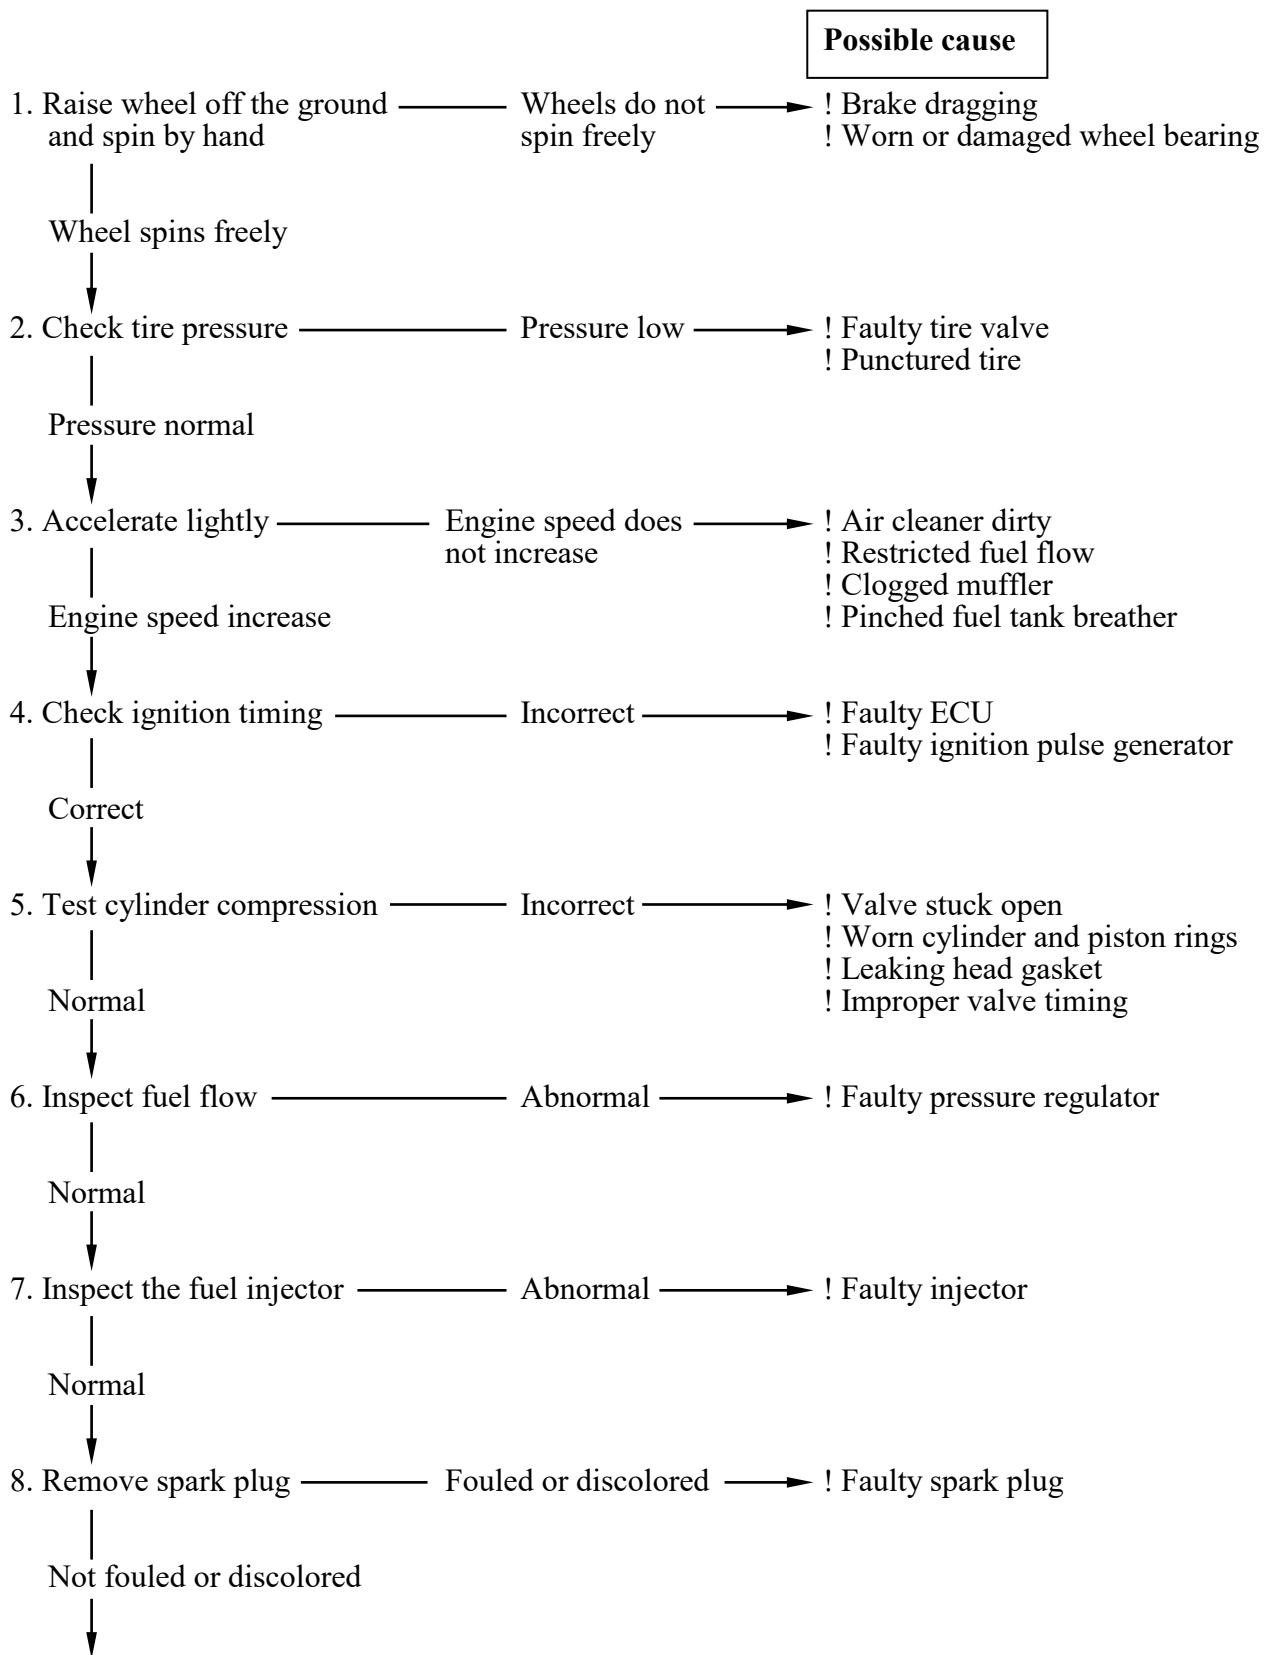 Possible cause
1. Raise wheel off the ground Wheels do not ! Brake dragging
and spin by hand spin freely ! Worn or damaged wheel bearing
Wheel spins freely
2. Check tire pressure Pressure low ! Faulty tire valve
! Punctured tire
Pressure normal
3. Accelerate lightly Engine speed does ! Air cleaner dirty
not increase ! Restricted fuel flow
! Clogged muffler
Engine speed increase ! Pinched fuel tank breather
4. Check ignition timing Incorrect ! Faulty ECU
! Faulty ignition pulse generator
Correct
5. Test cylinder compression Incorrect ! Valve stuck open
! Worn cylinder and piston rings
! Leaking head gasket
Normal ! Improper valve timing
6. Inspect fuel flow Abnormal ! Faulty pressure regulator
Normal
7. Inspect the fuel injector Abnormal ! Faulty injector
Normal
8. Remove spark plug Fouled or discolored ! Faulty spark plug
Not fouled or discolored